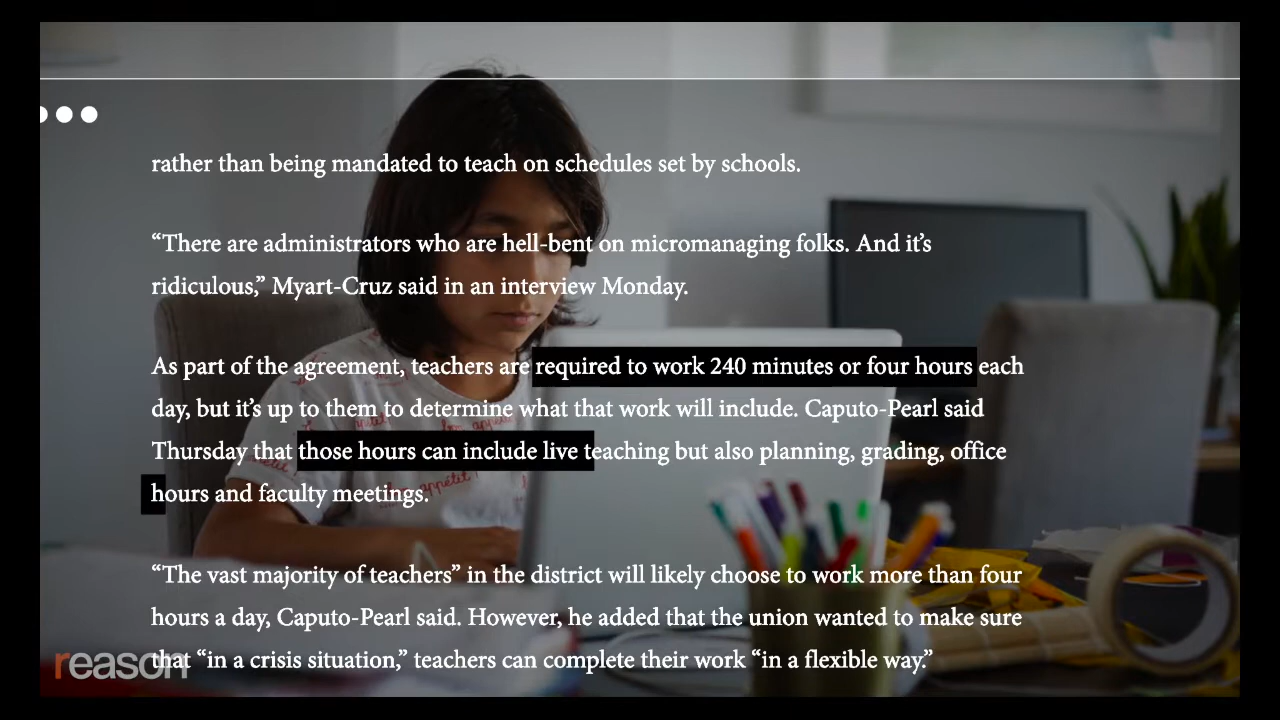 rather than being mandated to teach on schedules set by schools.
“There are administrators who are hell-bent on micromanaging folks. And it’s
ridiculous,” Myart-Cruz said in an interview Monday.
As part of the agreement, teachers are required to work 240 minutes or four hours each
day, but it’s up to them to determine what that work will include. Caputo-Pearl said
Thursday that those hours can include live teaching but also planning, grading, office
hours and faculty meetings.
“The vast majority of teachers” in the district will likely choose to work more than four
hours a day, Caputo-Pearl said. However, he added that the union wanted to make sure
that “in a crisis situation,” teachers can complete their work “in a flexible way.”
reason
appétit